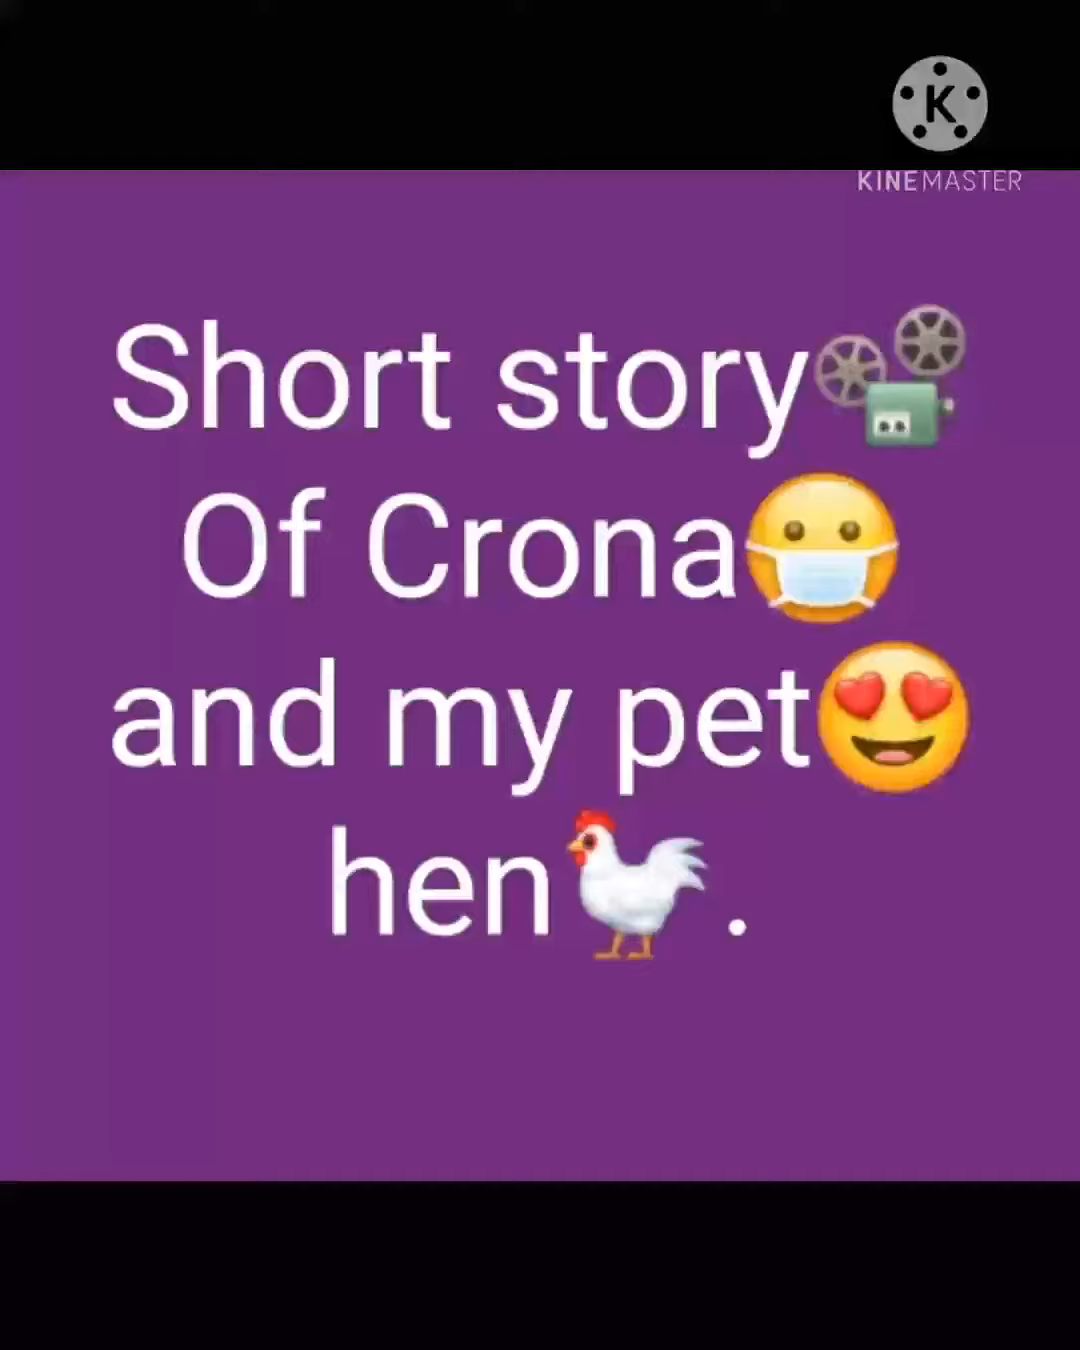 K
KINEMASTER
Short story📽
Of Crona😷
and my pet😍
hen🐓 .